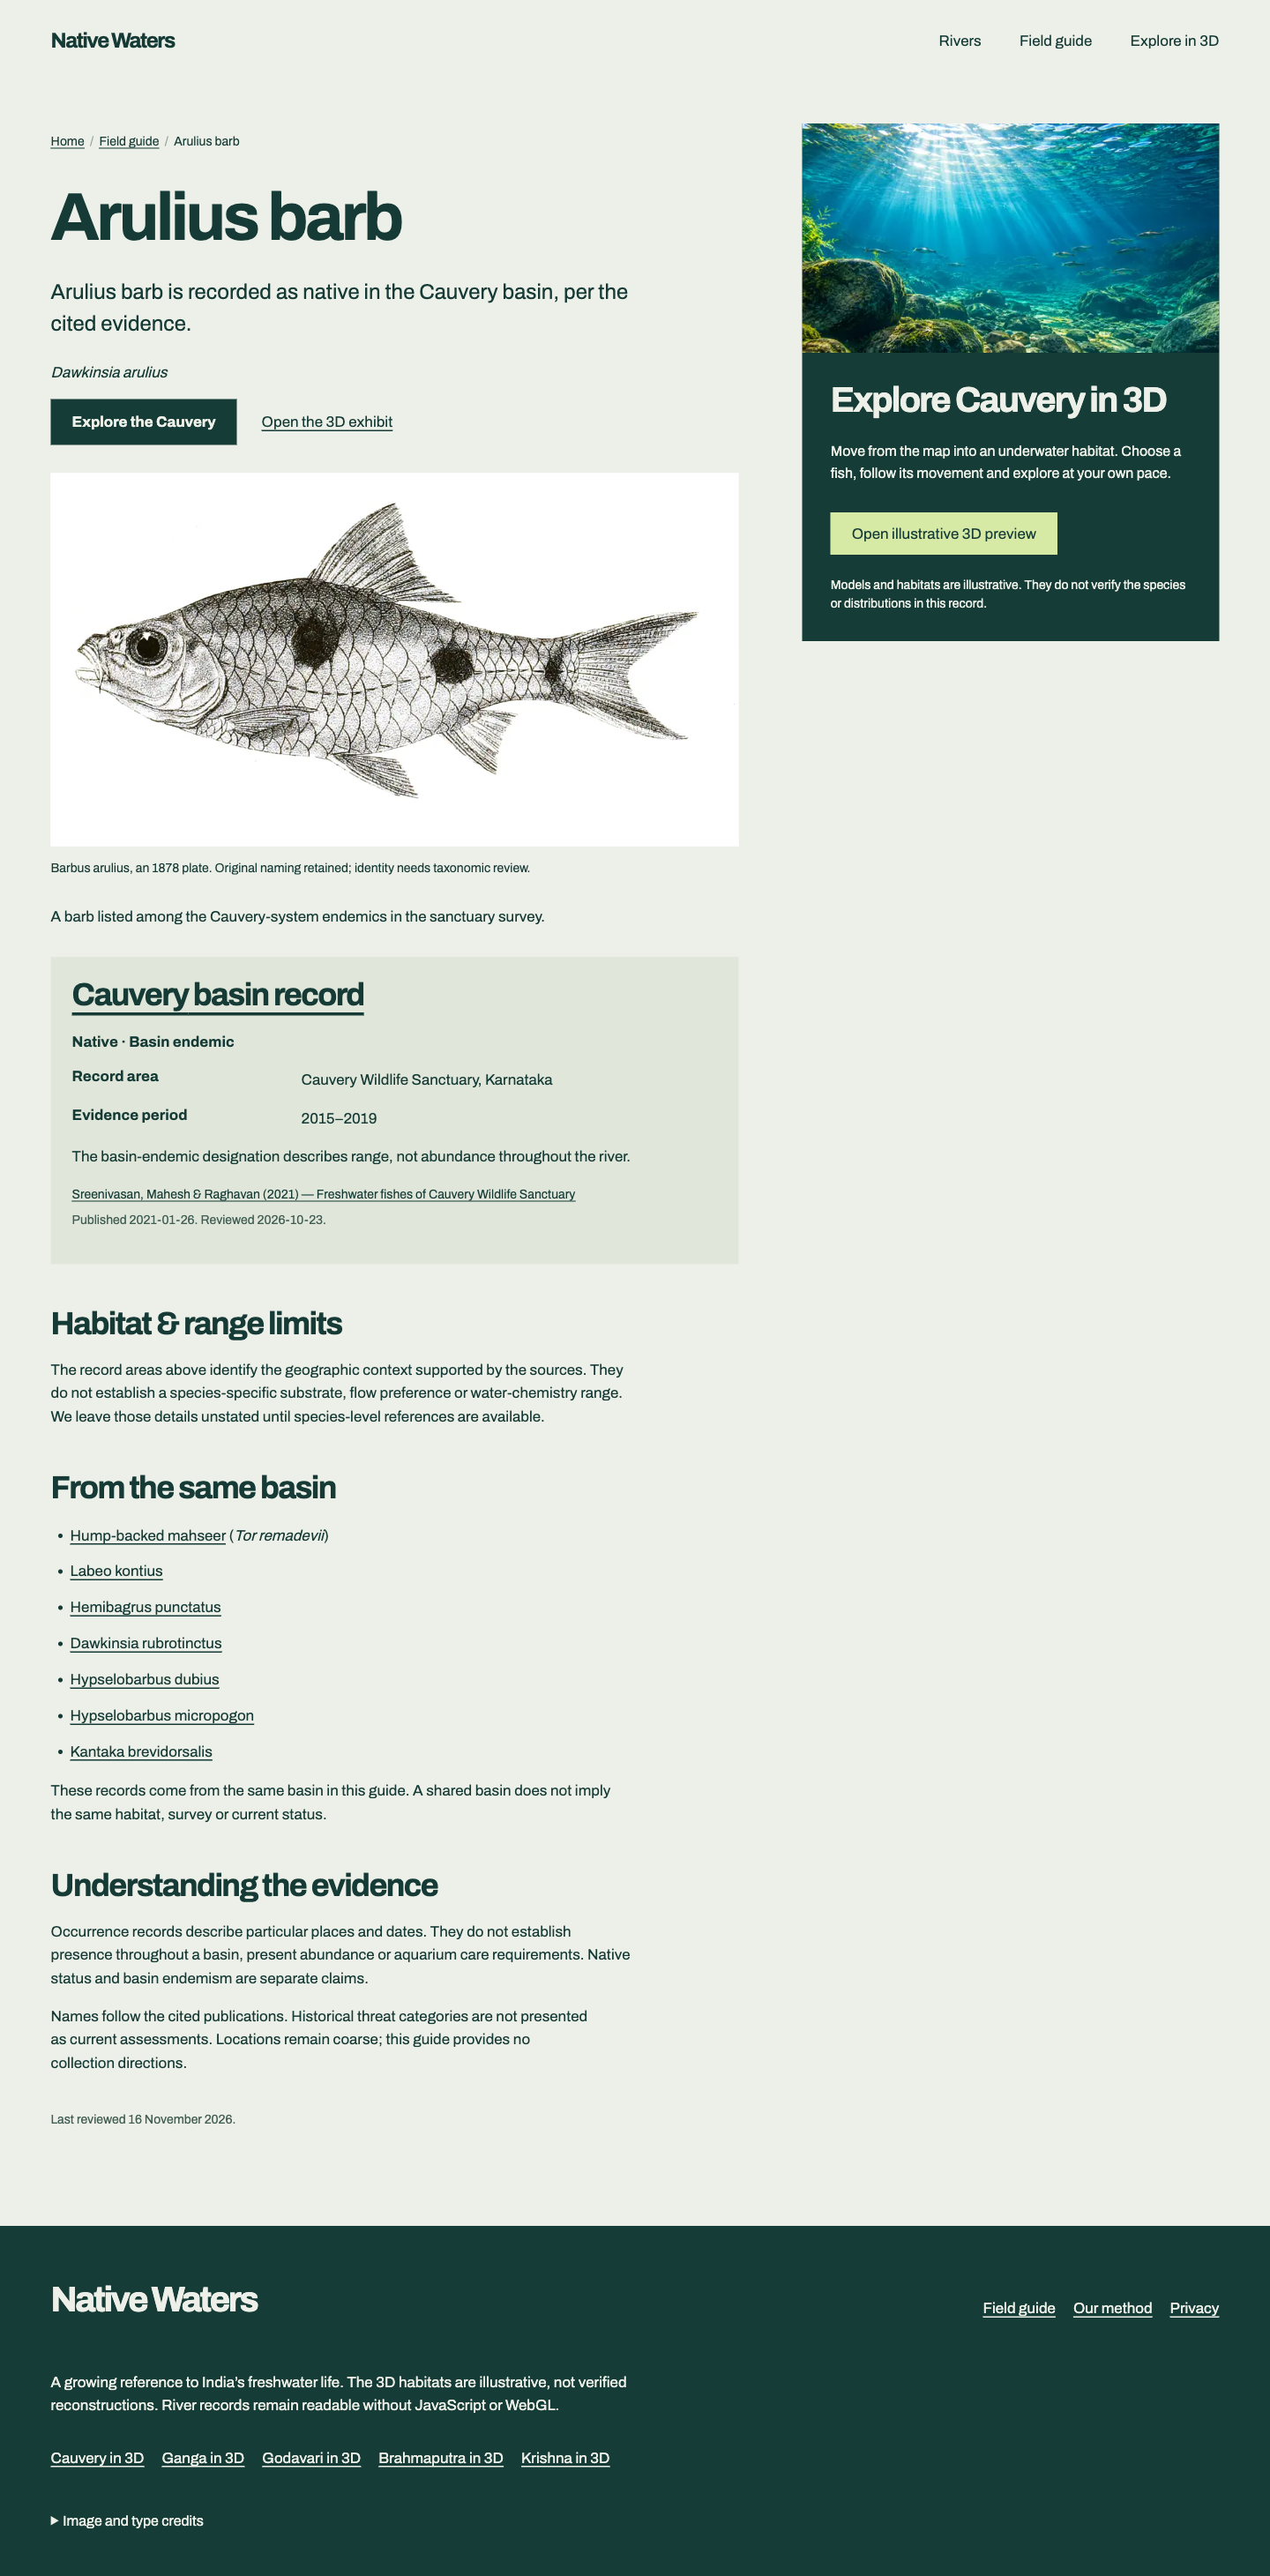 Native Waters
Rivers
Field guide
Explore in 3D
Home / Field guide / Arulius barb
Arulius barb
Arulius barb is recorded as native in the Cauvery basin, per the
cited evidence.
Dawkinsia arulius
Explore the Cauvery
Open the 3D exhibit
Barbus arulius, an 1878 plate. Original naming retained; identity needs taxonomic review.
A barb listed among the Cauvery-system endemics in the sanctuary survey.
Cauvery basin record
Native · Basin endemic
Record area
Cauvery Wildlife Sanctuary, Karnataka
Evidence period
2015–2019
The basin-endemic designation describes range, not abundance throughout the river.
Sreenivasan, Mahesh & Raghavan (2021) — Freshwater fishes of Cauvery Wildlife Sanctuary
Published 2021-01-26. Reviewed 2026-10-23.
Habitat & range limits
The record areas above identify the geographic context supported by the sources. They
do not establish a species-specific substrate, flow preference or water-chemistry range.
We leave those details unstated until species-level references are available.
From the same basin
• Hump-backed mahseer (Tor remadevii)
• Labeo kontius
• Hemibagrus punctatus
• Dawkinsia rubrotinctus
• Hypselobarbus dubius
• Hypselobarbus micropogon
• Kantaka brevidorsalis
These records come from the same basin in this guide. A shared basin does not imply
the same habitat, survey or current status.
Understanding the evidence
Occurrence records describe particular places and dates. They do not establish
presence throughout a basin, present abundance or aquarium care requirements. Native
status and basin endemism are separate claims.
Names follow the cited publications. Historical threat categories are not presented
as current assessments. Locations remain coarse; this guide provides no
collection directions.
Last reviewed 16 November 2026.
Explore Cauvery in 3D
Move from the map into an underwater habitat. Choose a
fish, follow its movement and explore at your own pace.
Open illustrative 3D preview
Models and habitats are illustrative. They do not verify the species
or distributions in this record.
Native Waters
Field guide
Our method
Privacy
A growing reference to India’s freshwater life. The 3D habitats are illustrative, not verified
reconstructions. River records remain readable without JavaScript or WebGL.
Cauvery in 3D
Ganga in 3D
Godavari in 3D
Brahmaputra in 3D
Krishna in 3D
Image and type credits